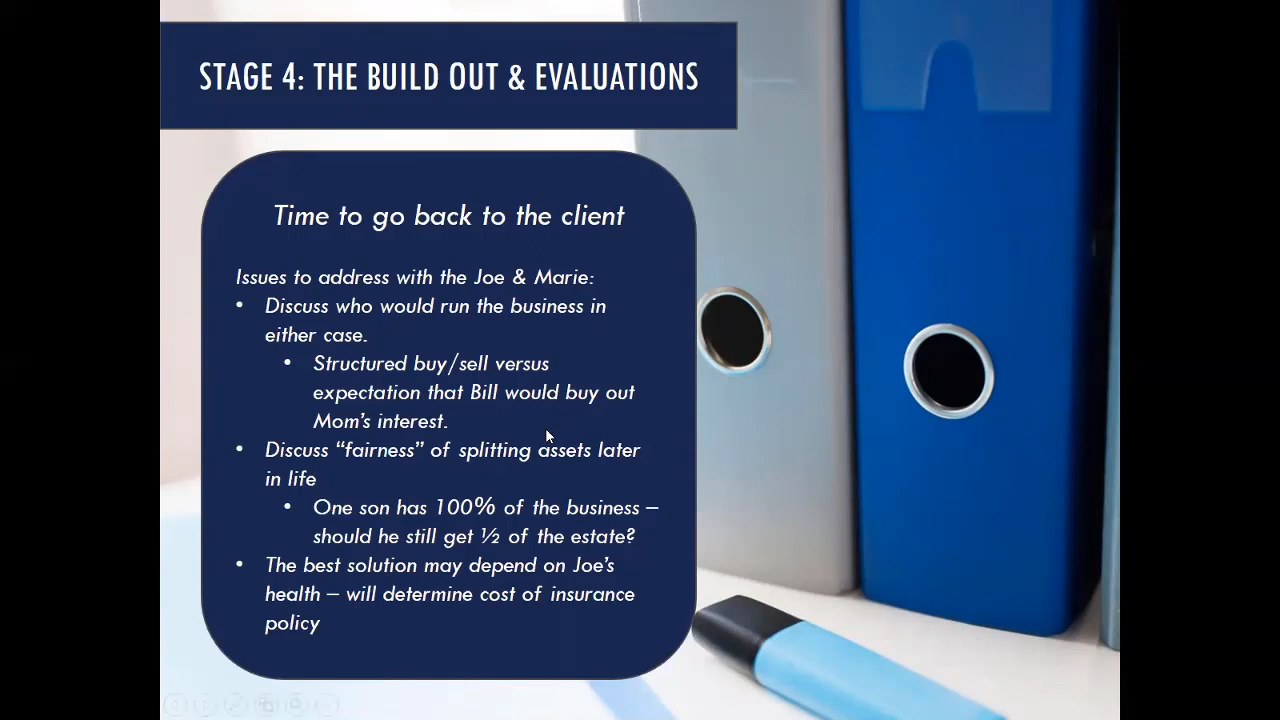 STAGE 4: THE BUILD OUT & EVALUATIONS
Time to go back to the client
Issues to address with the Joe & Marie:
• Discuss who would run the business in
either case.
• Structured buy/sell versus
expectation that Bill would buy out
Mom’s interest.
• Discuss “fairness” of splitting assets later
in life
• One son has 100% of the business –
should he still get ½ of the estate?
• The best solution may depend on Joe’s
health – will determine cost of insurance
policy